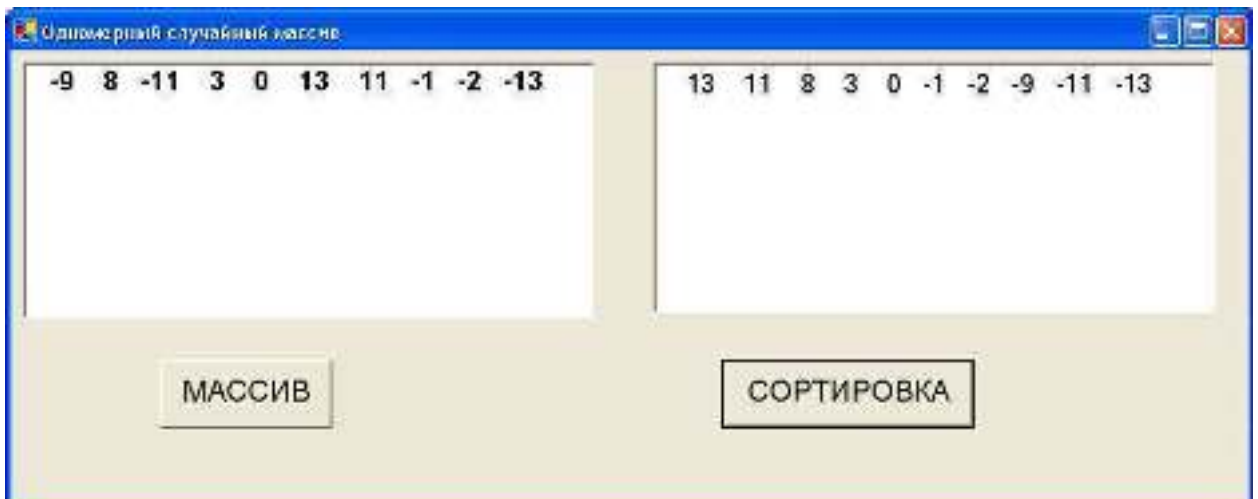 Одномерный случайный массив
-9 8 -11 3 0 13 11 -1 -2 -13
13 11 8 3 0 -1 -2 -9 -11 -13
МАССИВ
СОРТИРОВКА